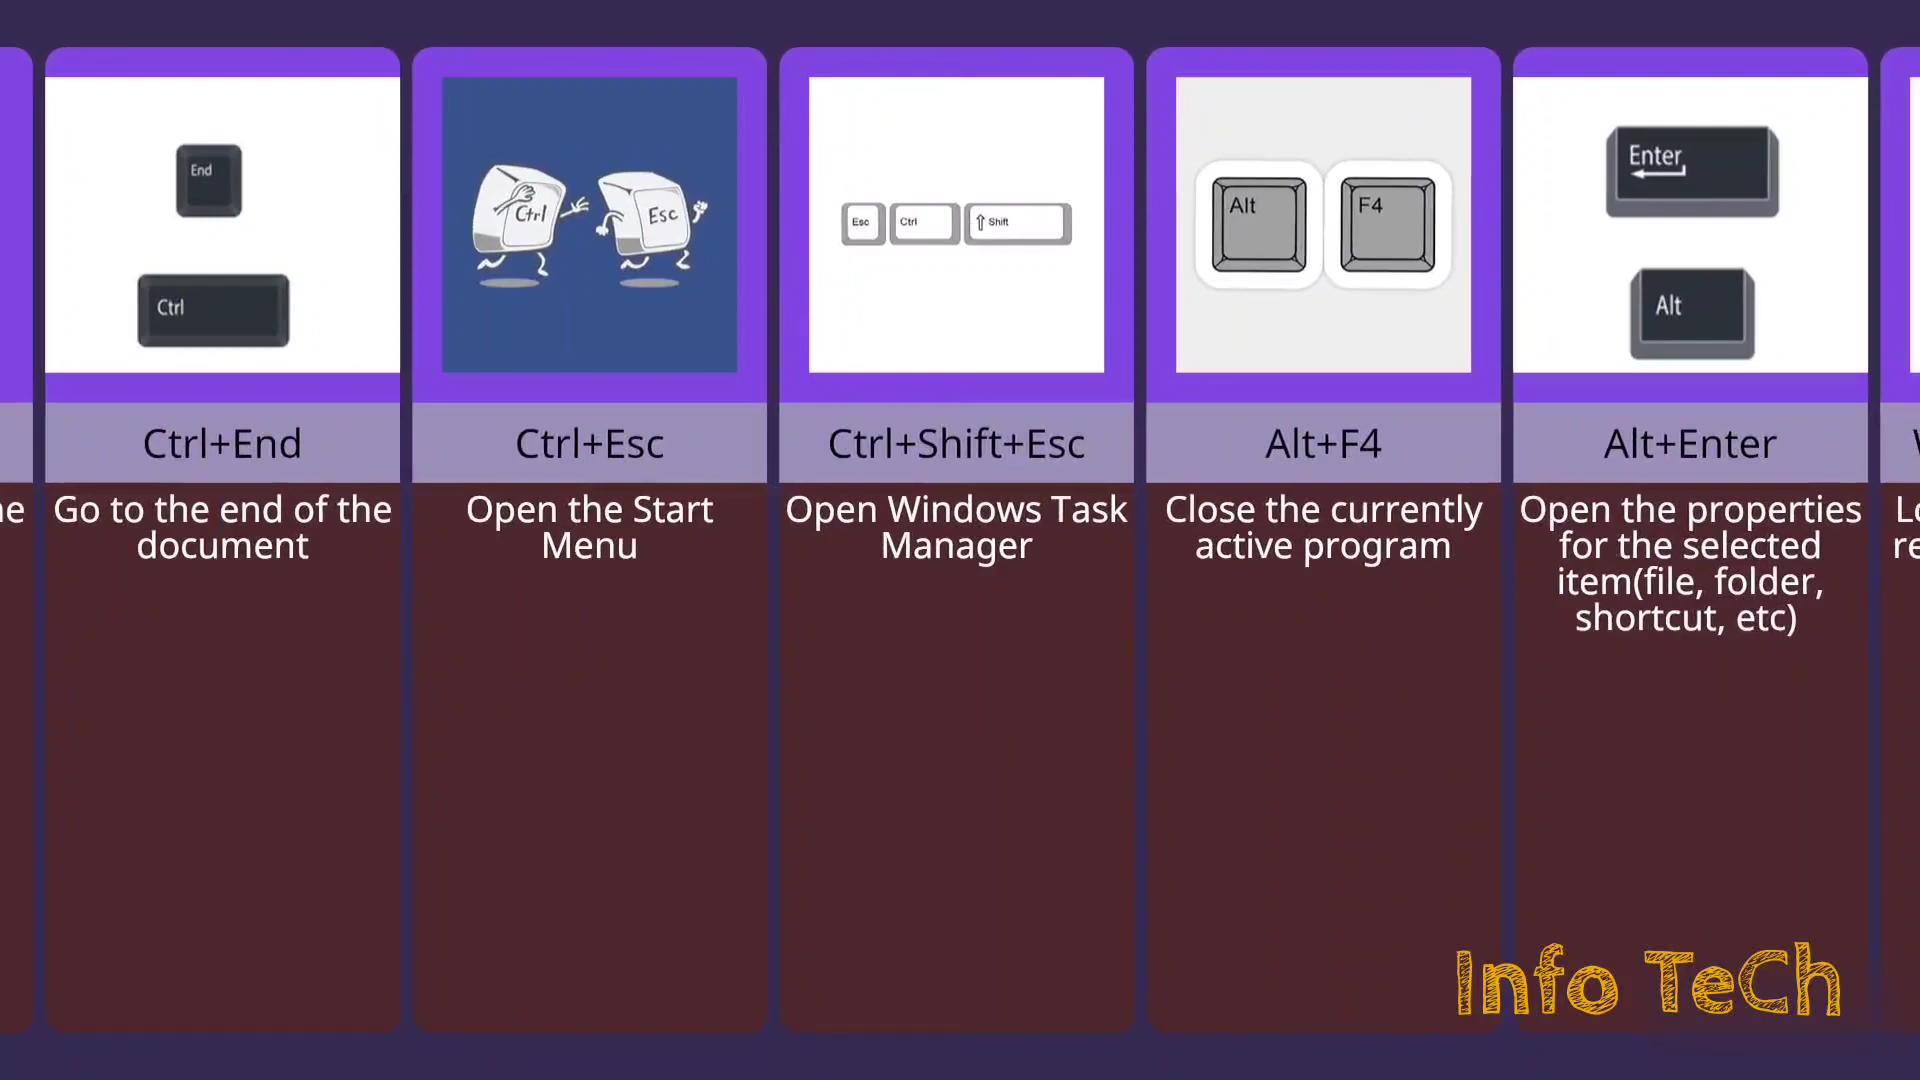 End
Ctrl
Ctrl+End
Go to the end of the
document
Ctrl
Esc
Ctrl+Esc
Open the Start
Menu
Esc
Ctrl
Shift
Ctrl+Shift+Esc
Open Windows Task
Manager
Alt
F4
Alt+F4
Close the currently
active program
Enter
Alt
Alt+Enter
Open the properties
for the selected
item(file, folder,
shortcut, etc)
Info TeCh